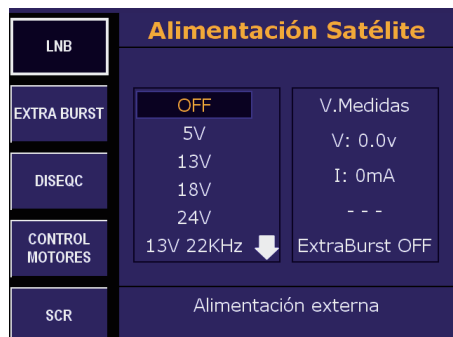 Alimentación Satélite
LNB
EXTRA BURST
DISEQC
CONTROL
MOTORES
SCR
OFF
5V
13V
18V
24V
13V 22KHz
V.Medidas
V: 0.0v
I: 0mA
- - -
ExtraBurst OFF
Alimentación externa